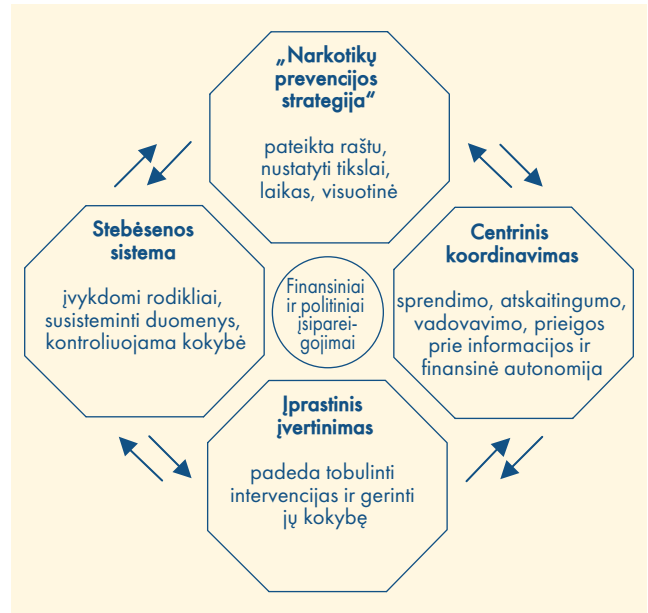 „Narkotikų
prevencijos
strategija“
pateikta raštu,
nustatyti tikslai,
laikas, visuotinė
Stebėsenos
sistema
įvykdomi rodikliai,
susisteminti duomenys,
kontroliuojama kokybė
Finansiniai
ir politiniai
įsiparei-
gojimai
Centrinis
koordinavimas
sprendimo, atskaitingumo,
vadovavimo, prieigos
prie informacijos ir
finansinė autonomija
Įprastinis
įvertinimas
padeda tobulinti
intervencijas ir gerinti
jų kokybę